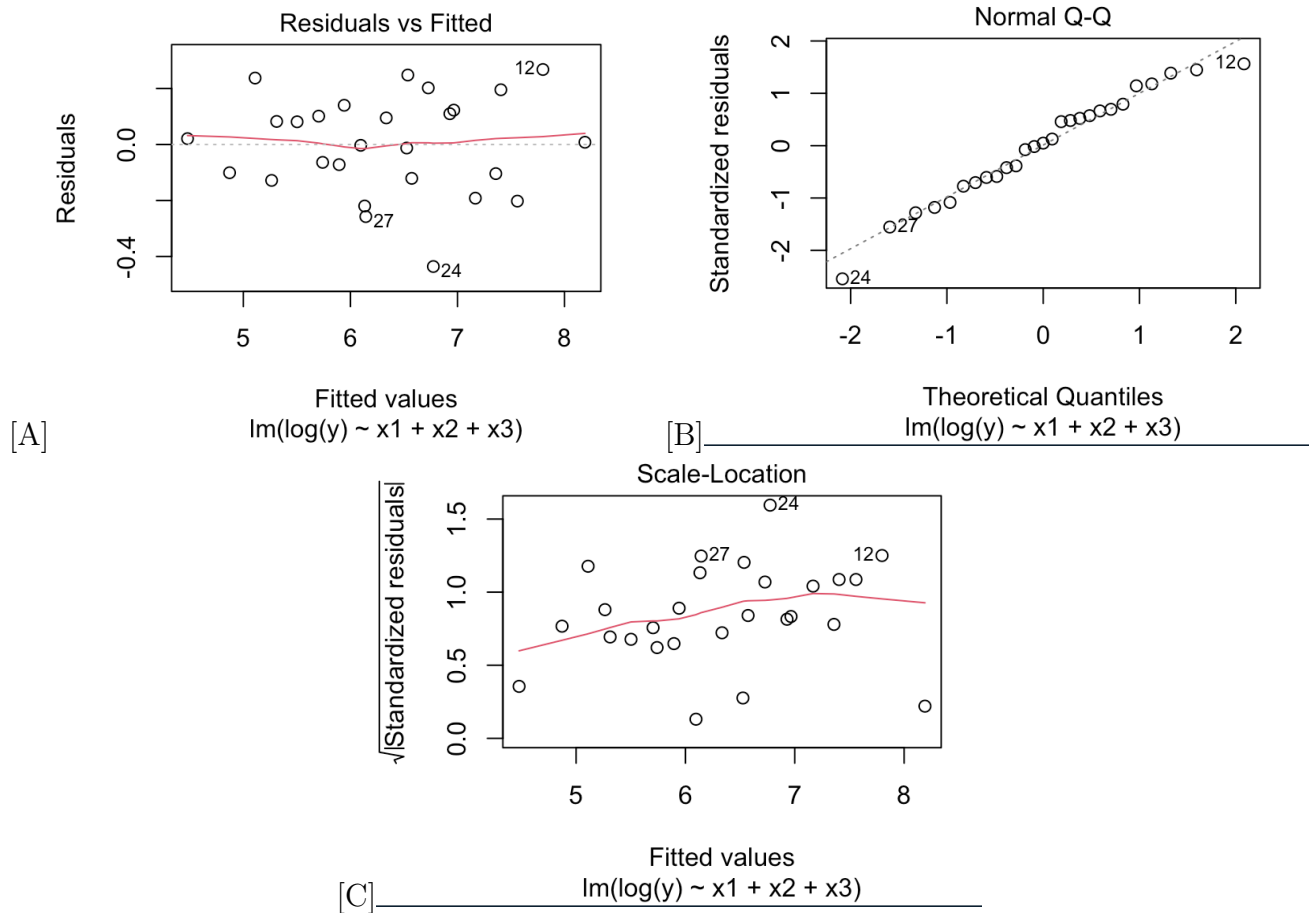 Residuals vs Fitted
Residuals
0.0
-0.4
12
27
24
5 6 7 8
Fitted values
lm(log(y) ~ x1 + x2 + x3)
[A]
Normal Q-Q
Standardized residuals
2
1
0
-1
-2
12
27
24
-2 -1 0 1 2
Theoretical Quantiles
lm(log(y) ~ x1 + x2 + x3)
[B]
Scale-Location
√|Standardized residuals|
1.5
1.0
0.5
0.0
24
27
12
5 6 7 8
Fitted values
lm(log(y) ~ x1 + x2 + x3)
[C]